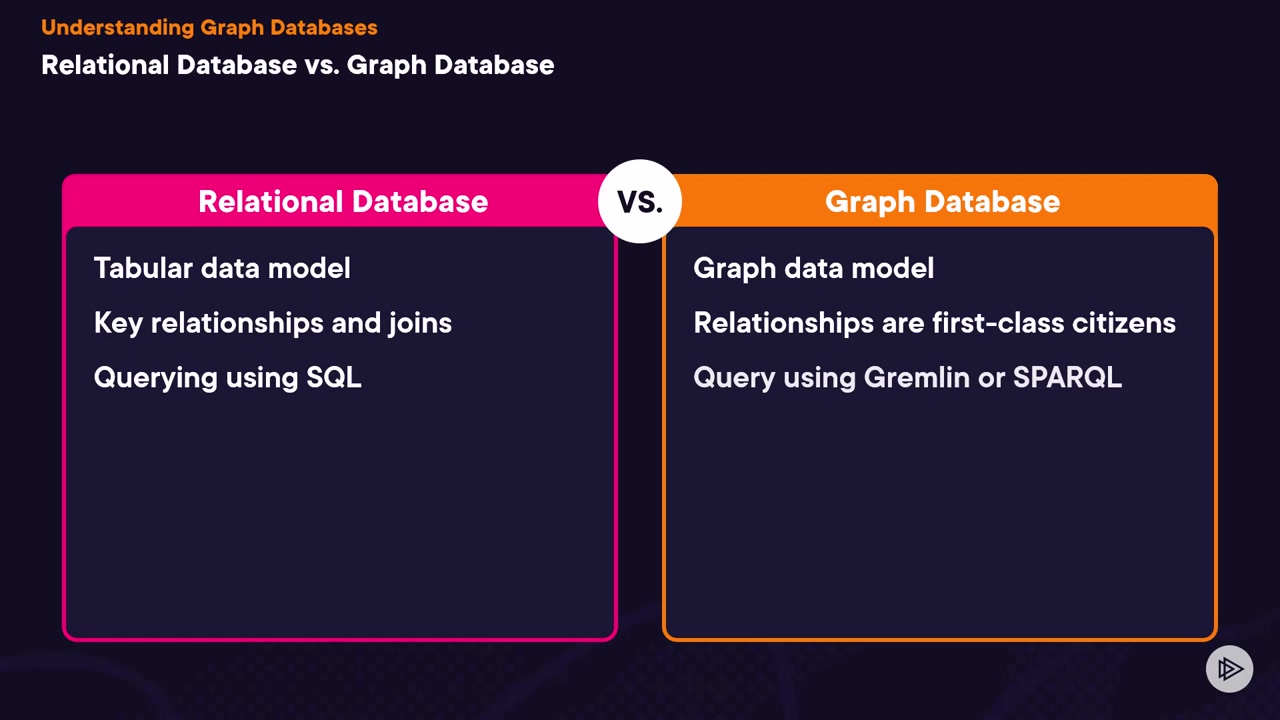 Understanding Graph Databases
Relational Database vs. Graph Database
Relational Database
VS.
Graph Database
Tabular data model
Key relationships and joins
Querying using SQL
Graph data model
Relationships are first-class citizens
Query using Gremlin or SPARQL